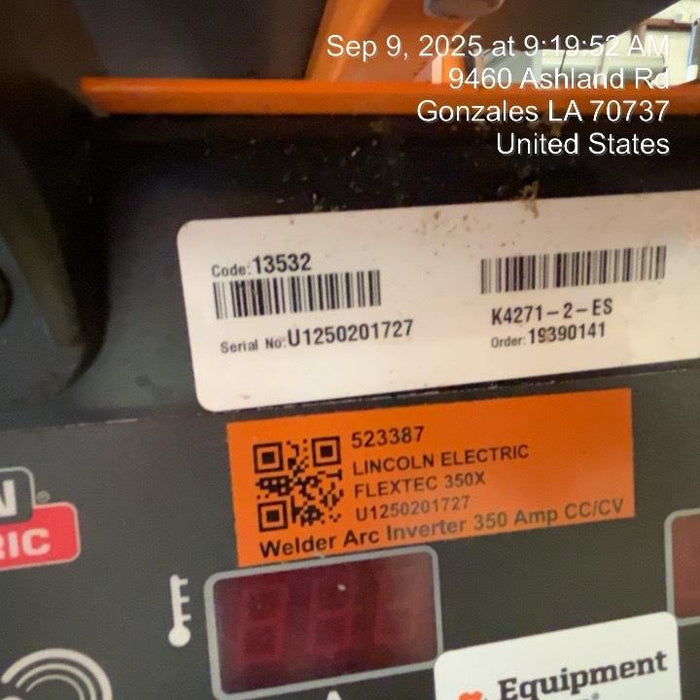 Sep 9, 2025 at 9:19:52 AM
9460 Ashland Rd
Gonzales LA 70737
United States
Code:13532
Serial No:U1250201727
K4271-2-ES
Order:19390141
523387
LINCOLN ELECTRIC
FLEXTEC 350X
U1250201727
Welder Arc Inverter 350 Amp CC/CV
N®
RIC
A
Equipment